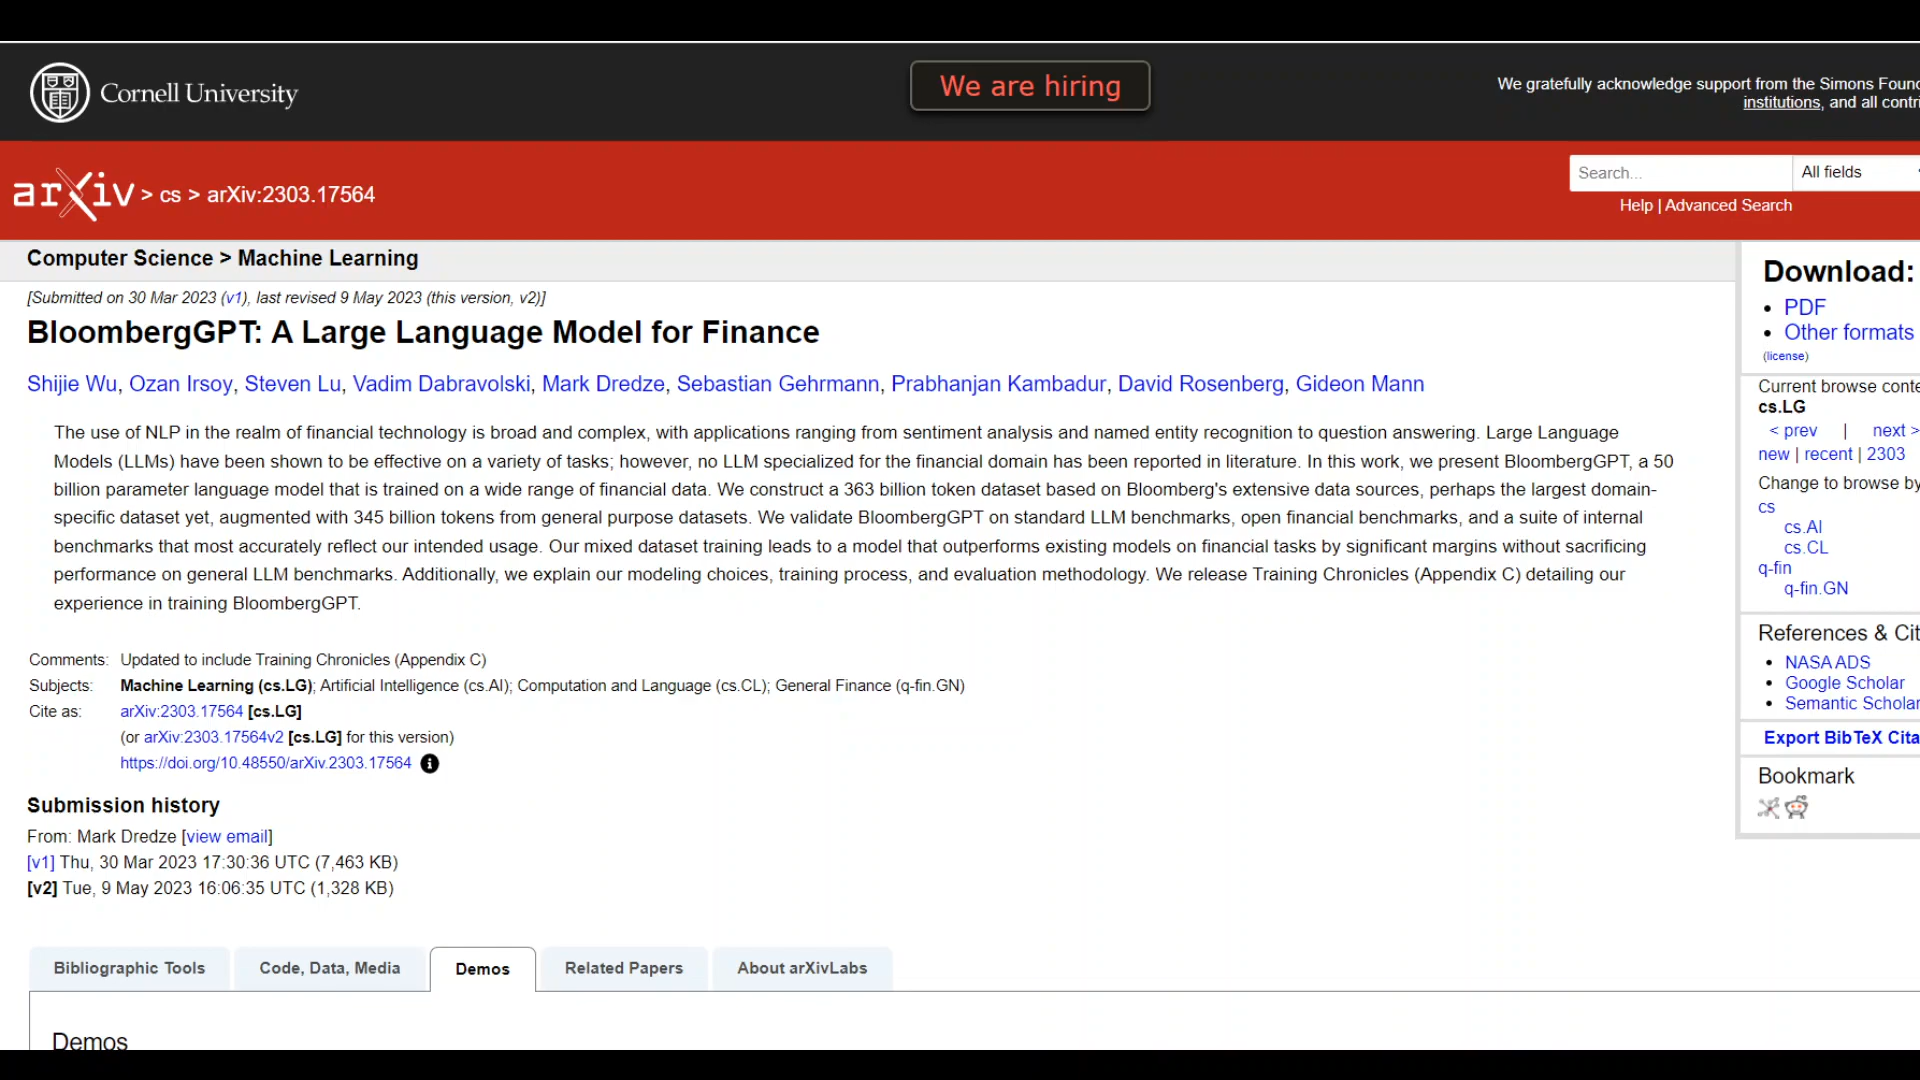 Cornell University
We are hiring
We gratefully acknowledge support from the Simons
institutions, and all
arXiv > cs > arXiv:2303.17564
Search...
All fields
Help | Advanced Search
Computer Science > Machine Learning
[Submitted on 30 Mar 2023 (v1), last revised 9 May 2023 (this version, v2)]
BloombergGPT: A Large Language Model for Finance
Shijie Wu, Ozan Irsoy, Steven Lu, Vadim Dabravolski, Mark Dredze, Sebastian Gehrmann, Prabhanjan Kambadur, David Rosenberg, Gideon Mann
The use of NLP in the realm of financial technology is broad and complex, with applications ranging from sentiment analysis and named entity recognition to question answering. Large Language
Models (LLMs) have been shown to be effective on a variety of tasks; however, no LLM specialized for the financial domain has been reported in literature. In this work, we present BloombergGPT, a 50
billion parameter language model that is trained on a wide range of financial data. We construct a 363 billion token dataset based on Bloomberg's extensive data sources, perhaps the largest domain-
specific dataset yet, augmented with 345 billion tokens from general purpose datasets. We validate BloombergGPT on standard LLM benchmarks, open financial benchmarks, and a suite of internal
benchmarks that most accurately reflect our intended usage. Our mixed dataset training leads to a model that outperforms existing models on financial tasks by significant margins without sacrificing
performance on general LLM benchmarks. Additionally, we explain our modeling choices, training process, and evaluation methodology. We release Training Chronicles (Appendix C) detailing our
experience in training BloombergGPT.
Comments: Updated to include Training Chronicles (Appendix C)
Subjects: Machine Learning (cs.LG); Artificial Intelligence (cs.AI); Computation and Language (cs.CL); General Finance (q-fin.GN)
Cite as: arXiv:2303.17564 [cs.LG]
(or arXiv:2303.17564v2 [cs.LG] for this version)
https://doi.org/10.48550/arXiv.2303.17564
Submission history
From: Mark Dredze [view email]
[v1] Thu, 30 Mar 2023 17:30:36 UTC (7,463 KB)
[v2] Tue, 9 May 2023 16:06:35 UTC (1,328 KB)
Bibliographic Tools
Code, Data, Media
Demos
Related Papers
About arXivLabs
Demos
Download:
PDF
Other formats
(license)
Current browse
cs.LG
< prev | next >
new | recent | 2303
Change to browse by
cs
cs.AI
cs.CL
q-fin
q-fin.GN
References &
NASA ADS
Google Scholar
Semantic Scholar
Export BibTeX
Bookmark